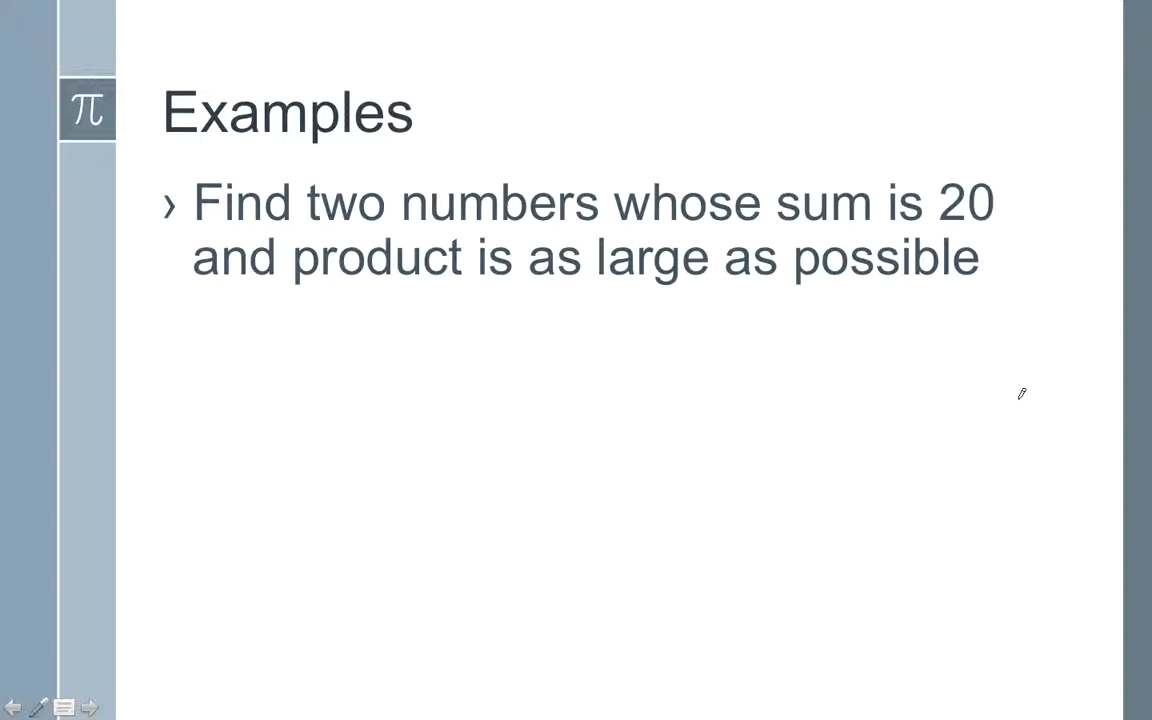 π
Examples
› Find two numbers whose sum is 20
and product is as large as possible